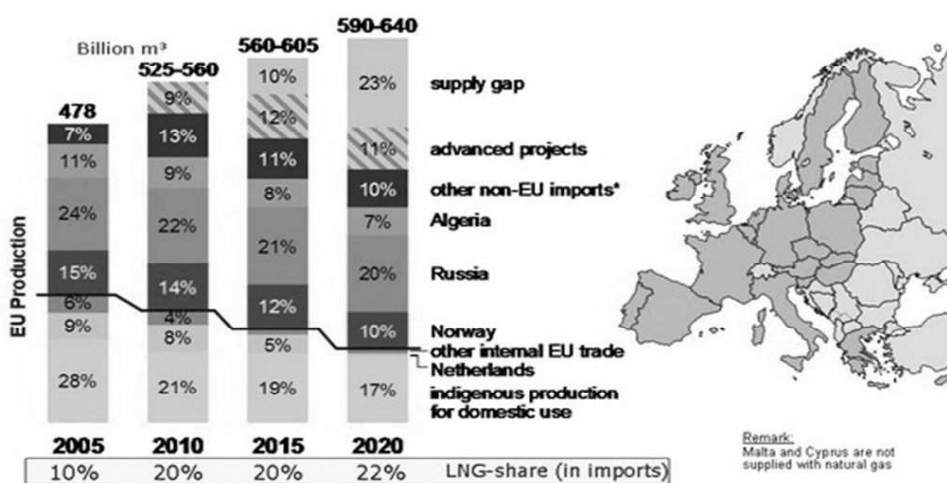 Billion m³
478
525-560
560-605
590-640
EU Production
7%
11%
24%
15%
6%
9%
28%
9%
13%
9%
22%
14%
4%
8%
21%
10%
12%
11%
8%
21%
12%
5%
19%
23%
11%
10%
7%
20%
10%
17%
supply gap
advanced projects
other non-EU imports*
Algeria
Russia
Norway
other internal EU trade
Netherlands
indigenous production
for domestic use
2005 2010 2015 2020
10% 20% 20% 22% LNG-share (in imports)
Remark:
Malta and Cyprus are not
supplied with natural gas